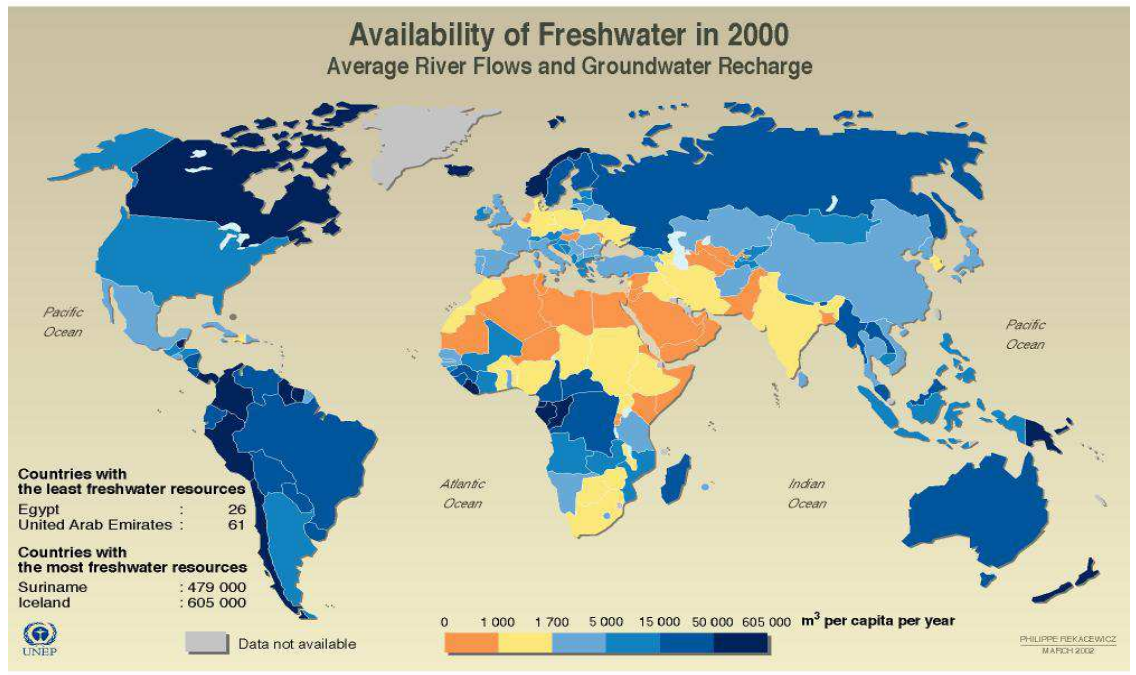 Availability of Freshwater in 2000
Average River Flows and Groundwater Recharge
Pacific
Ocean
Pacific
Ocean
Atlantic
Ocean
Indian
Ocean
Countries with
the least freshwater resources
Egypt : 26
United Arab Emirates : 61
Countries with
the most freshwater resources
Suriname : 479 000
Iceland : 605 000
0 1 000 1 700 5 000 15 000 50 000 605 000 m³ per capita per year
Data not available
UNEP
PHILIPPE REKACEWICZ
MARCH 2002